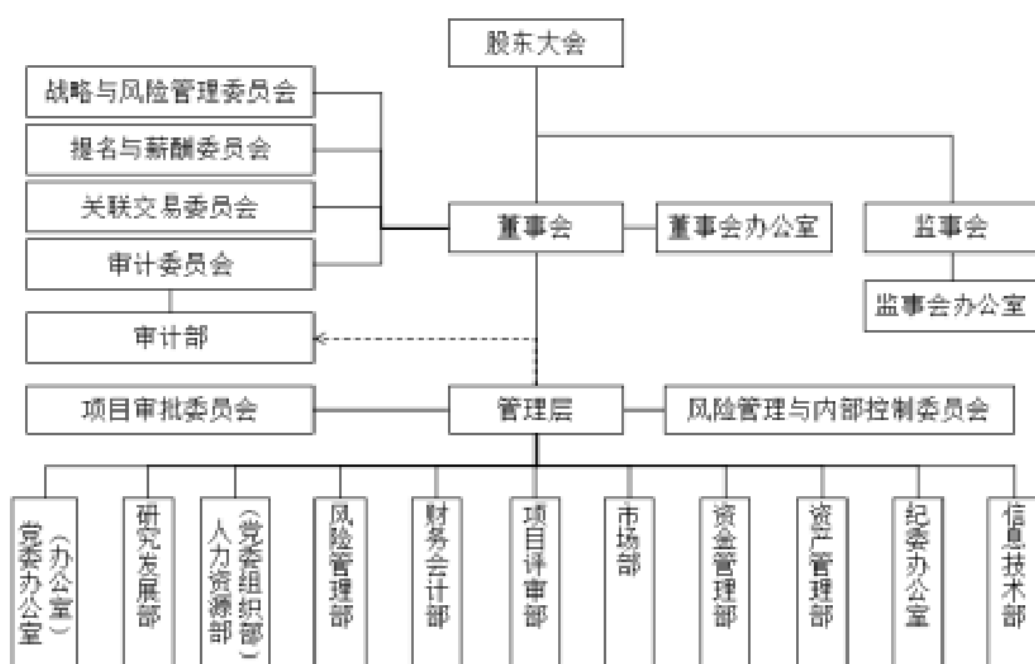 股东大会
战略与风险管理委员会
提名与薪酬委员会
关联交易委员会
董事会
董事会办公室
监事会
审计委员会
监事会办公室
审计部
项目审批委员会
管理层
风险管理与内部控制委员会
党委办公室
（办公室）
研究发展部
人力资源部
（党委组织部）
风险管理部
财务会计部
项目评审部
市场部
资金管理部
资产管理部
纪委办公室
信息技术部